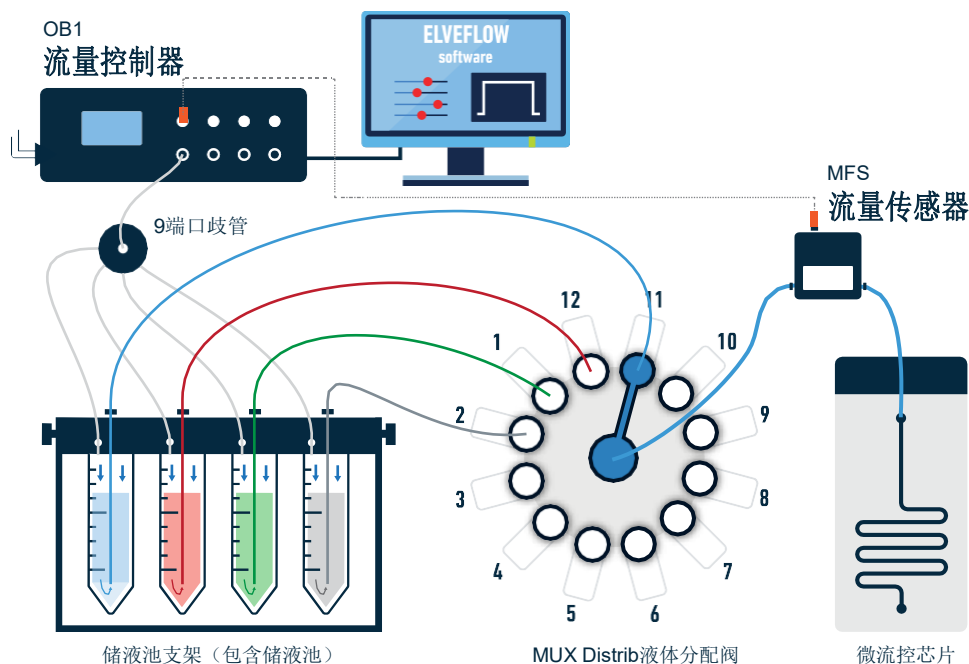 OB1
流量控制器
ELVEFLOW
software
MFS
流量传感器
9端口歧管
12
11
1
10
2
9
3
8
4
7
5
6
储液池支架（包含储液池）
MUX Distrib液体分配阀
微流控芯片